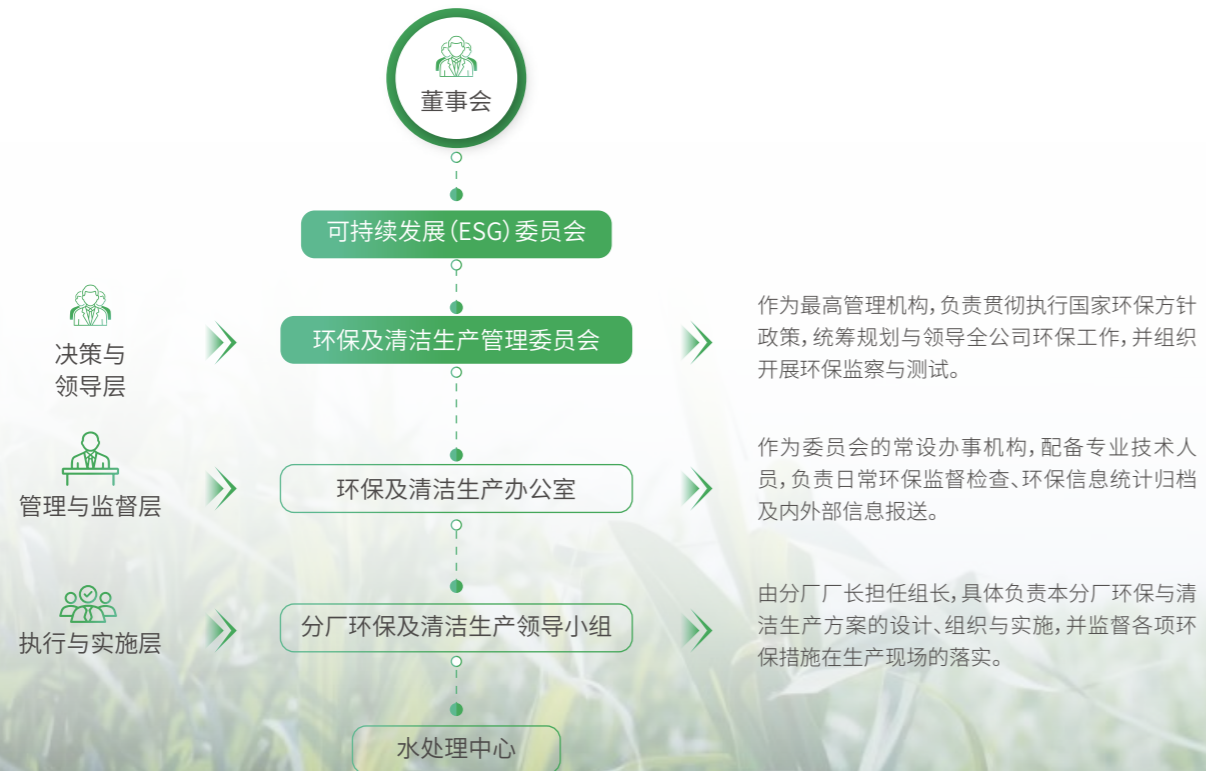 董事会
可持续发展(ESG)委员会
决策与
领导层
环保及清洁生产管理委员会
作为最高管理机构,负责贯彻执行国家环保方针
政策,统筹规划与领导全公司环保工作,并组织
开展环保监察与测试。
管理与监督层
环保及清洁生产办公室
作为委员会的常设办事机构,配备专业技术人
员,负责日常环保监督检查、环保信息统计归档
及内外部信息报送。
执行与实施层
分厂环保及清洁生产领导小组
由分厂厂长担任组长,具体负责本分厂环保与清
洁生产方案的设计、组织与实施,并监督各项环
保措施在生产现场的落实。
水处理中心